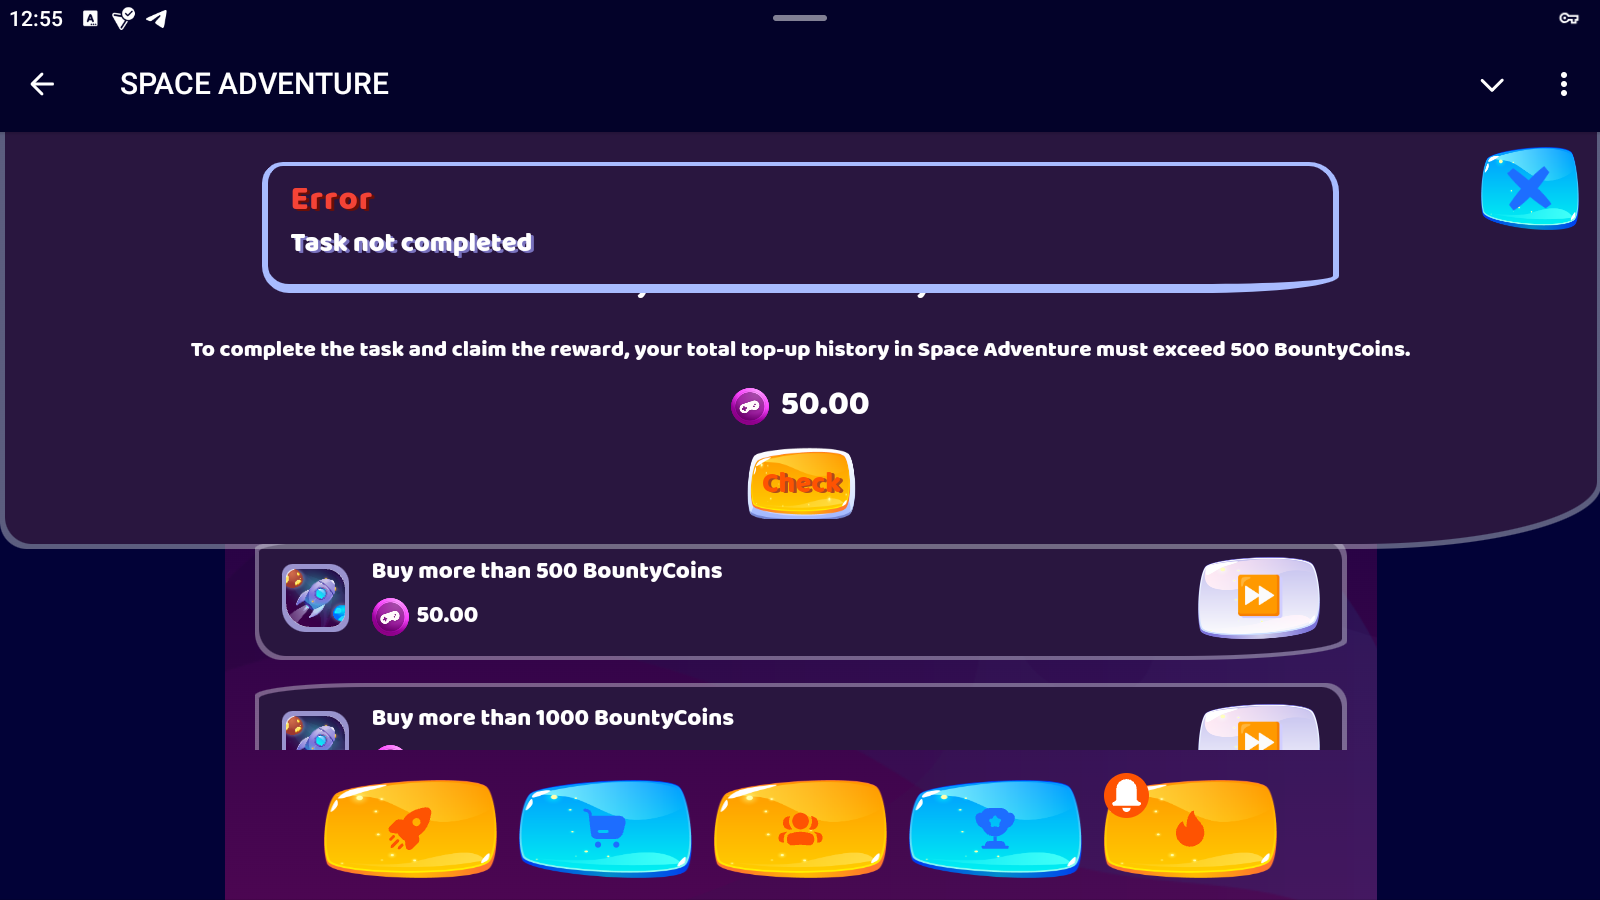 12:55
SPACE ADVENTURE
Error
Task not completed
To complete the task and claim the reward, your total top-up history in Space Adventure must exceed 500 BountyCoins.
50.00
Check
Buy more than 500 BountyCoins
50.00
Buy more than 1000 BountyCoins